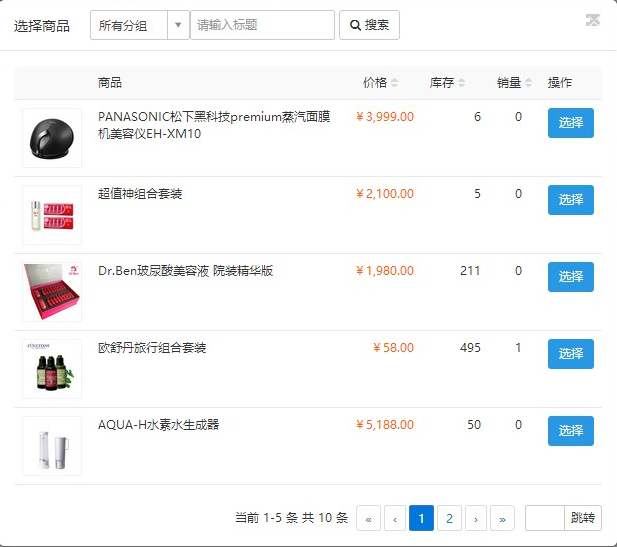 选择商品 所有分组 请输入标题 搜索
商品 价格 库存 销量 操作
PANASONIC松下黑科技premium蒸汽面膜机美容仪EH-XM10 ¥3,999.00 6 0 选择
超值神组合套装 ¥2,100.00 5 0 选择
Dr.Ben玻尿酸美容液 院装精华版 ¥1,980.00 211 0 选择
L'OCCITANE
欧舒丹旅行组合套装 ¥58.00 495 1 选择
AQUA-H水素水生成器 ¥5,188.00 50 0 选择
当前 1-5 条 共 10 条 « ‹ 1 2 › » 跳转